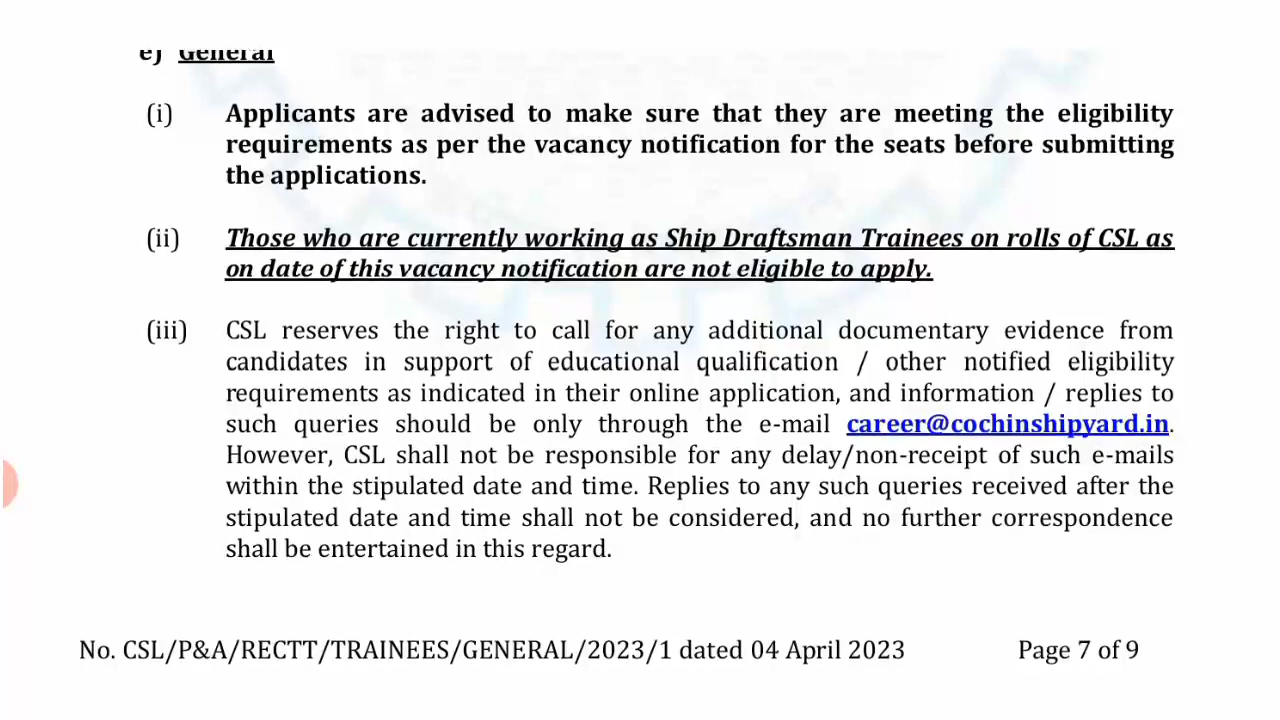 e) General
(i) Applicants are advised to make sure that they are meeting the eligibility
requirements as per the vacancy notification for the seats before submitting
the applications.
(ii) Those who are currently working as Ship Draftsman Trainees on rolls of CSL as
on date of this vacancy notification are not eligible to apply.
(iii) CSL reserves the right to call for any additional documentary evidence from
candidates in support of educational qualification / other notified eligibility
requirements as indicated in their online application, and information / replies to
such queries should be only through the e-mail career@cochinshipyard.in.
However, CSL shall not be responsible for any delay/non-receipt of such e-mails
within the stipulated date and time. Replies to any such queries received after the
stipulated date and time shall not be considered, and no further correspondence
shall be entertained in this regard.
No. CSL/P&A/RECTT/TRAINEES/GENERAL/2023/1 dated 04 April 2023 Page 7 of 9